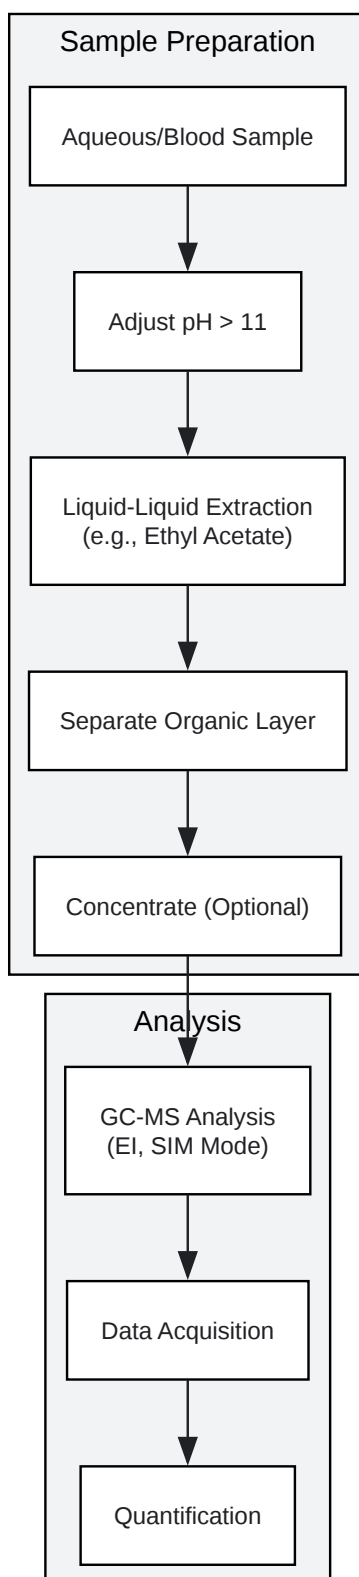 Sample Preparation
Aqueous/Blood Sample
Adjust pH > 11
Liquid-Liquid Extraction
(e.g., Ethyl Acetate)
Separate Organic Layer
Concentrate (Optional)
Analysis
GC-MS Analysis
(EI, SIM Mode)
Data Acquisition
Quantification